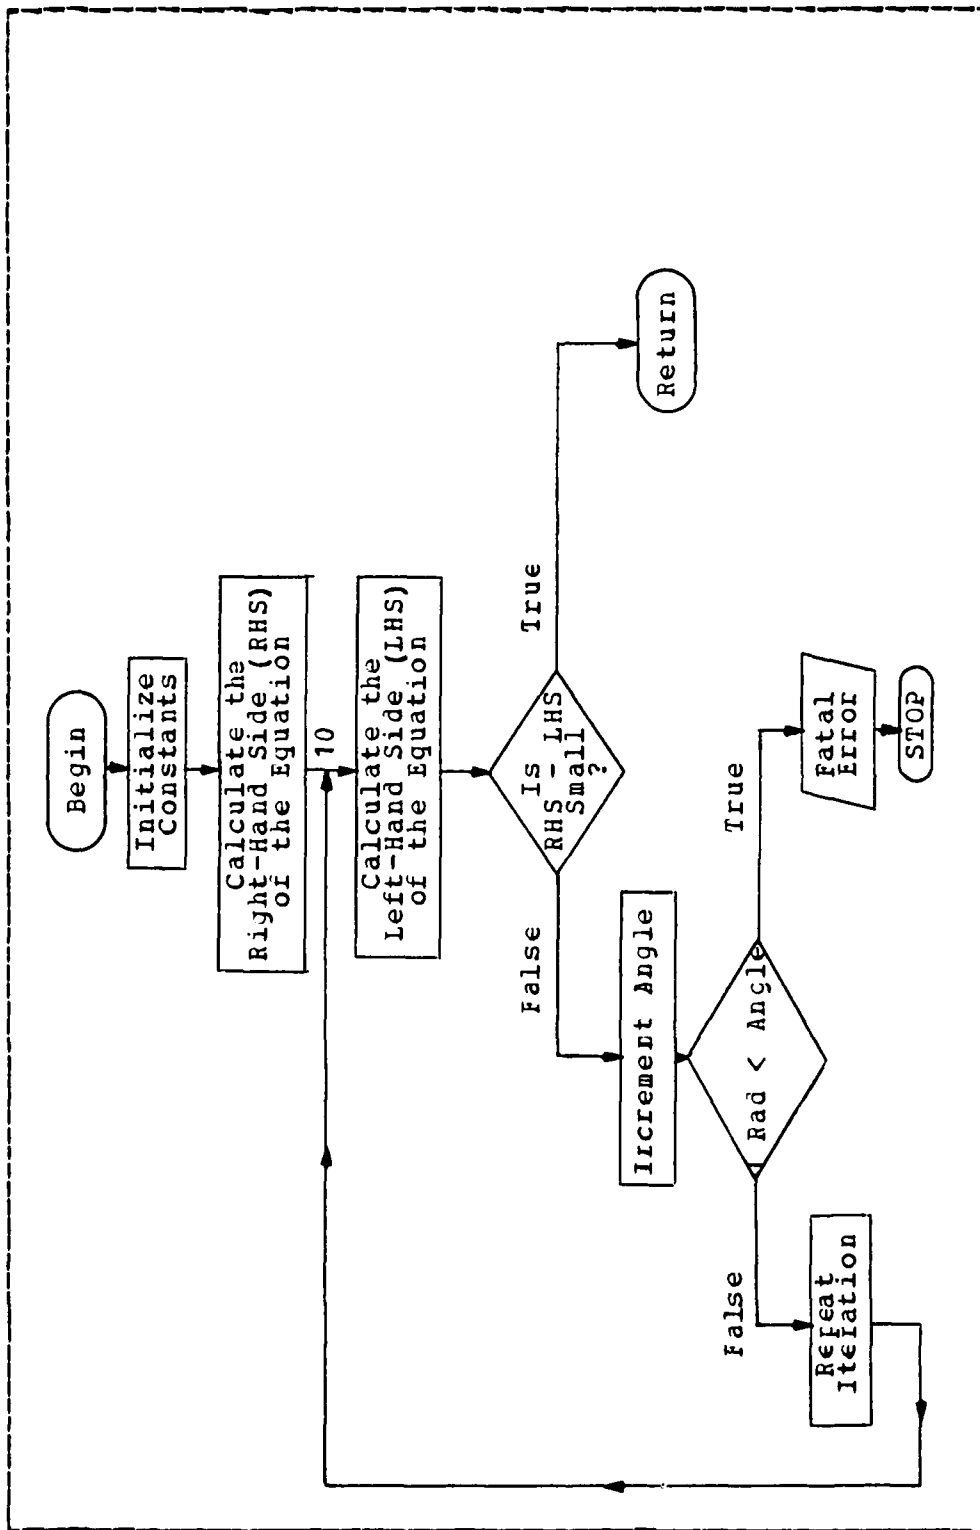 Begin
Initialize
Constants
Calculate the
Right-Hand Side (RHS)
of the Equation
10
Calculate the
Left-Hand Side (LHS)
of the Equation
Is
RHS - LHS
Small
?
False
True
Return
Increment Angle
1 Rad < Angle
False
True
Repeat
Iteration
Fatal
Error
STOP